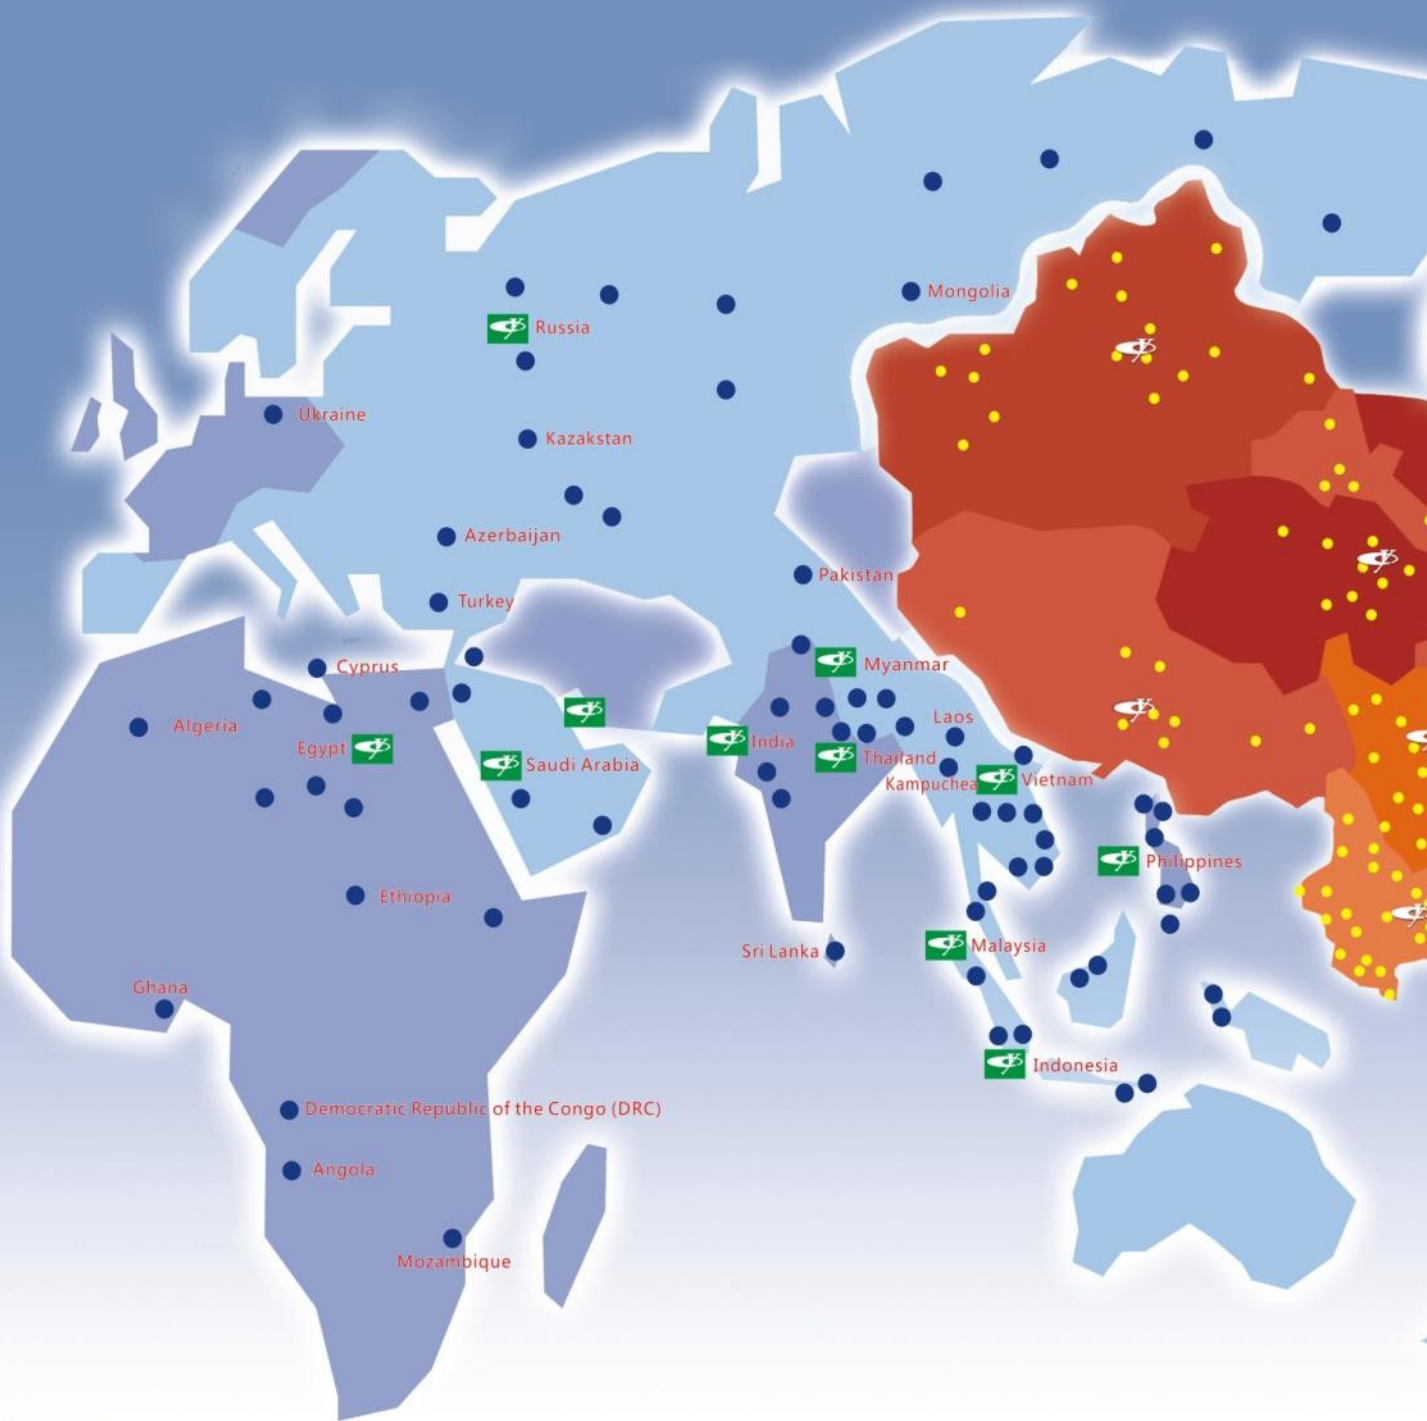 Mongolia
Russia
Ukraine
Kazakstan
Azerbaijan
Pakistan
Turkey
Cyprus
Myanmar
Laos
Algeria
Egypt
India
Thailand
Saudi Arabia
Kampuchea
Vietnam
Philippines
Ethiopia
Sri Lanka
Malaysia
Ghana
Indonesia
Democratic Republic of the Congo (DRC)
Angola
Mozambique